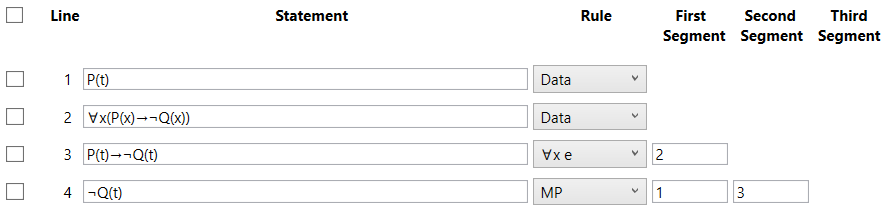 Line Statement Rule First Segment Second Segment Third Segment
1 P(t) Data
2 ∀x(P(x)→¬Q(x)) Data
3 P(t)→¬Q(t) ∀x e 2
4 ¬Q(t) MP 1 3